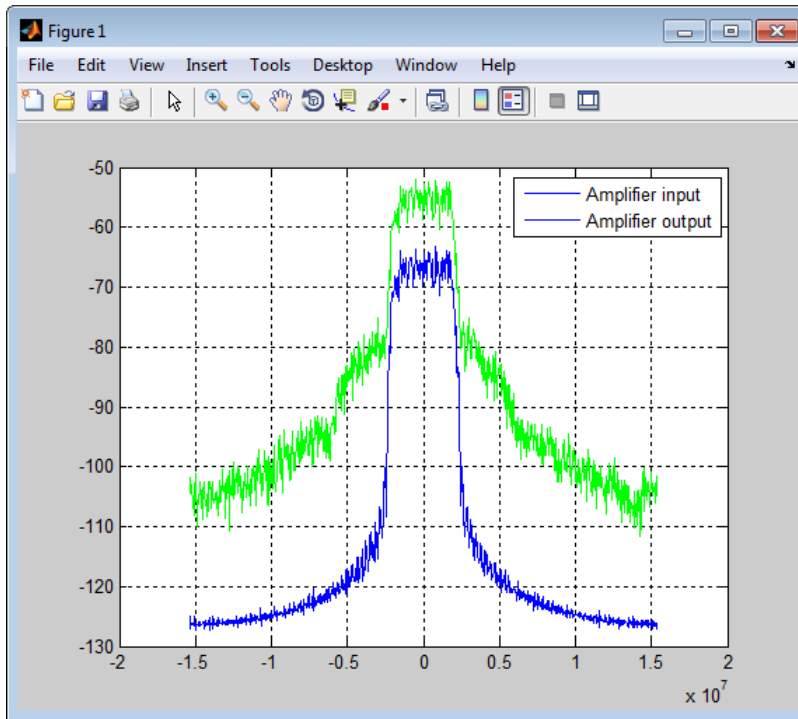 Figure 1
File Edit View Insert Tools Desktop Window Help
-50
-60
-70
-80
-90
-100
-110
-120
-130
Amplifier input
Amplifier output
-2 -1.5 -1 -0.5 0 0.5 1 1.5 2
x 10^7